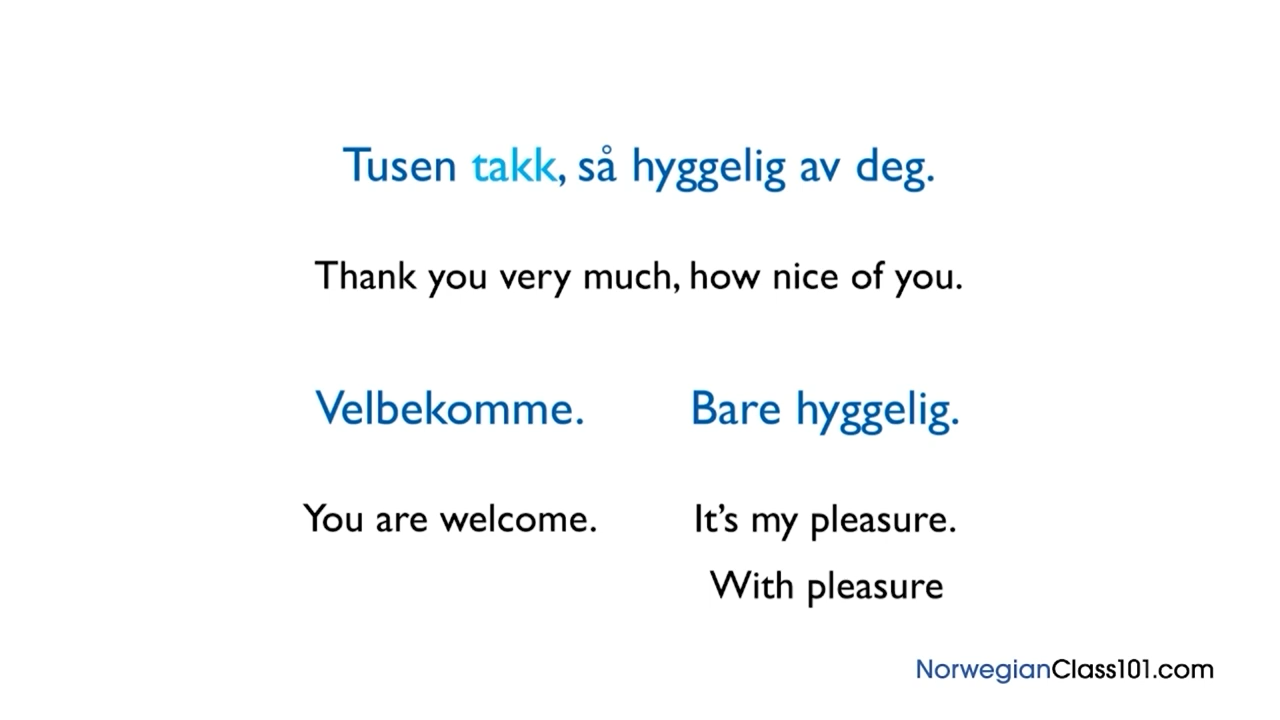 Tusen takk, så hyggelig av deg.
Thank you very much, how nice of you.
Velbekomme.
Bare hyggelig.
You are welcome.
It's my pleasure.
With pleasure
NorwegianClass101.com